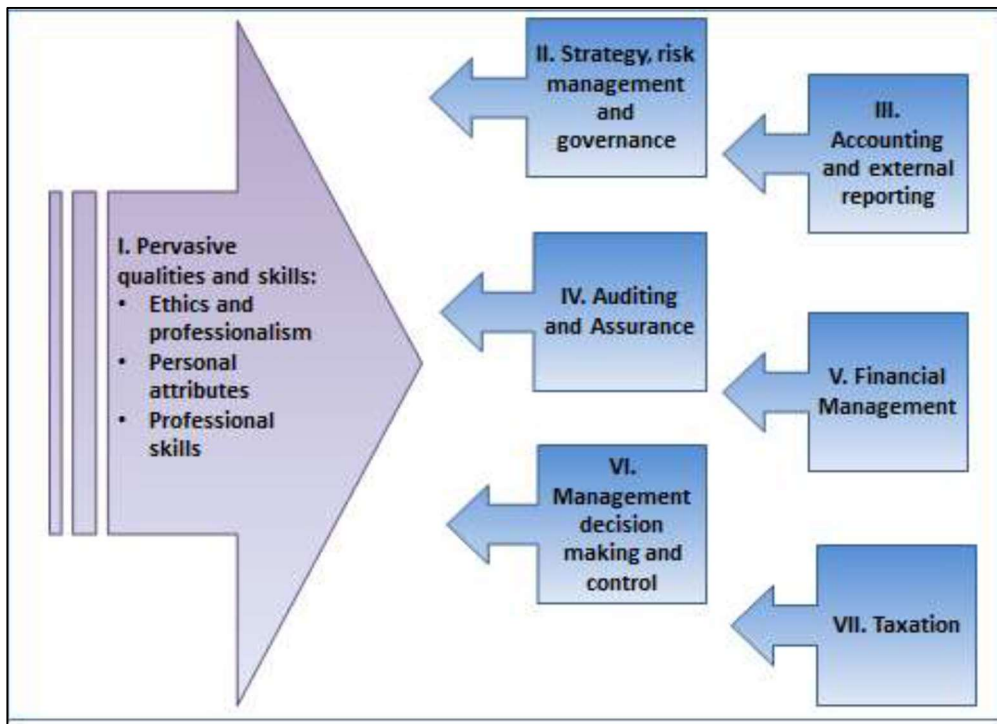 I. Pervasive
qualities and skills:
• Ethics and
professionalism
• Personal
attributes
• Professional
skills
II. Strategy, risk
management
and
governance
III.
Accounting
and external
reporting
IV. Auditing
and Assurance
V. Financial
Management
VI.
Management
decision
making and
control
VII. Taxation